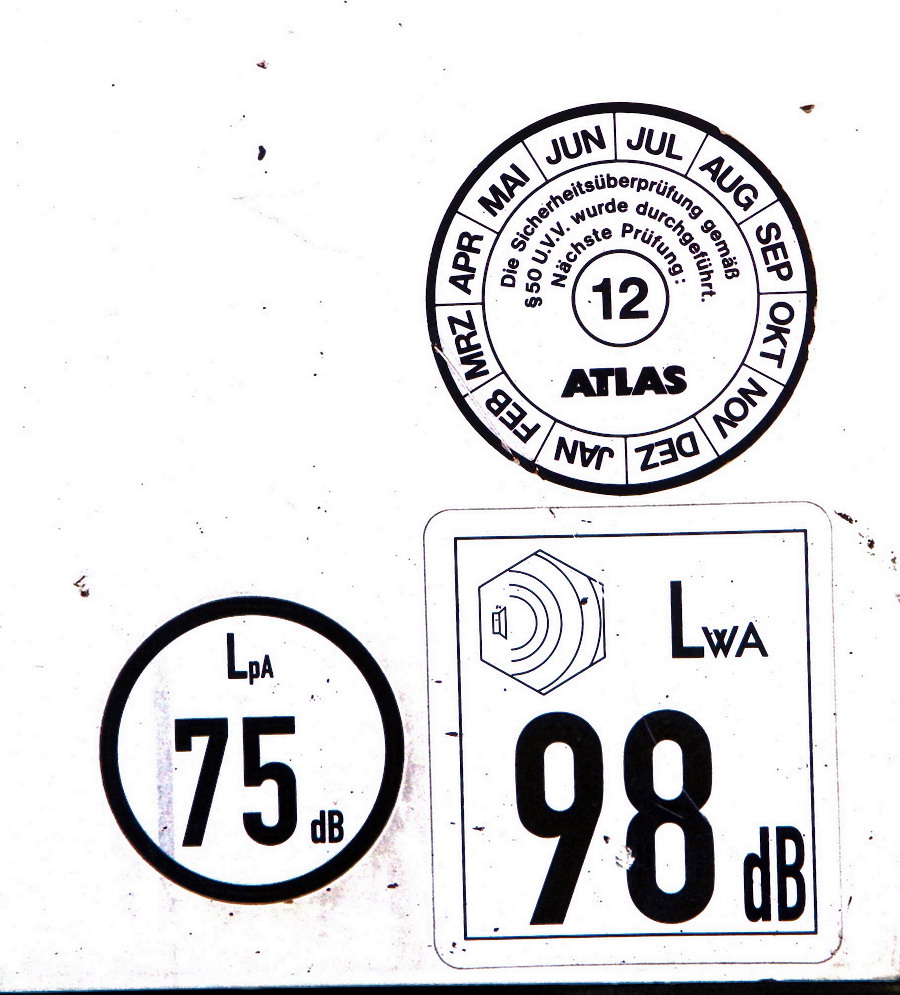 JAN FEB MRZ APR MAI JUN JUL AUG SEP OKT NOV DEZ
Die Sicherheitsüberprüfung gemäß
§50 U.V.V. wurde durchgeführt.
Nächste Prüfung:
12
ATLAS
LpA
75 dB
LWA
98 dB